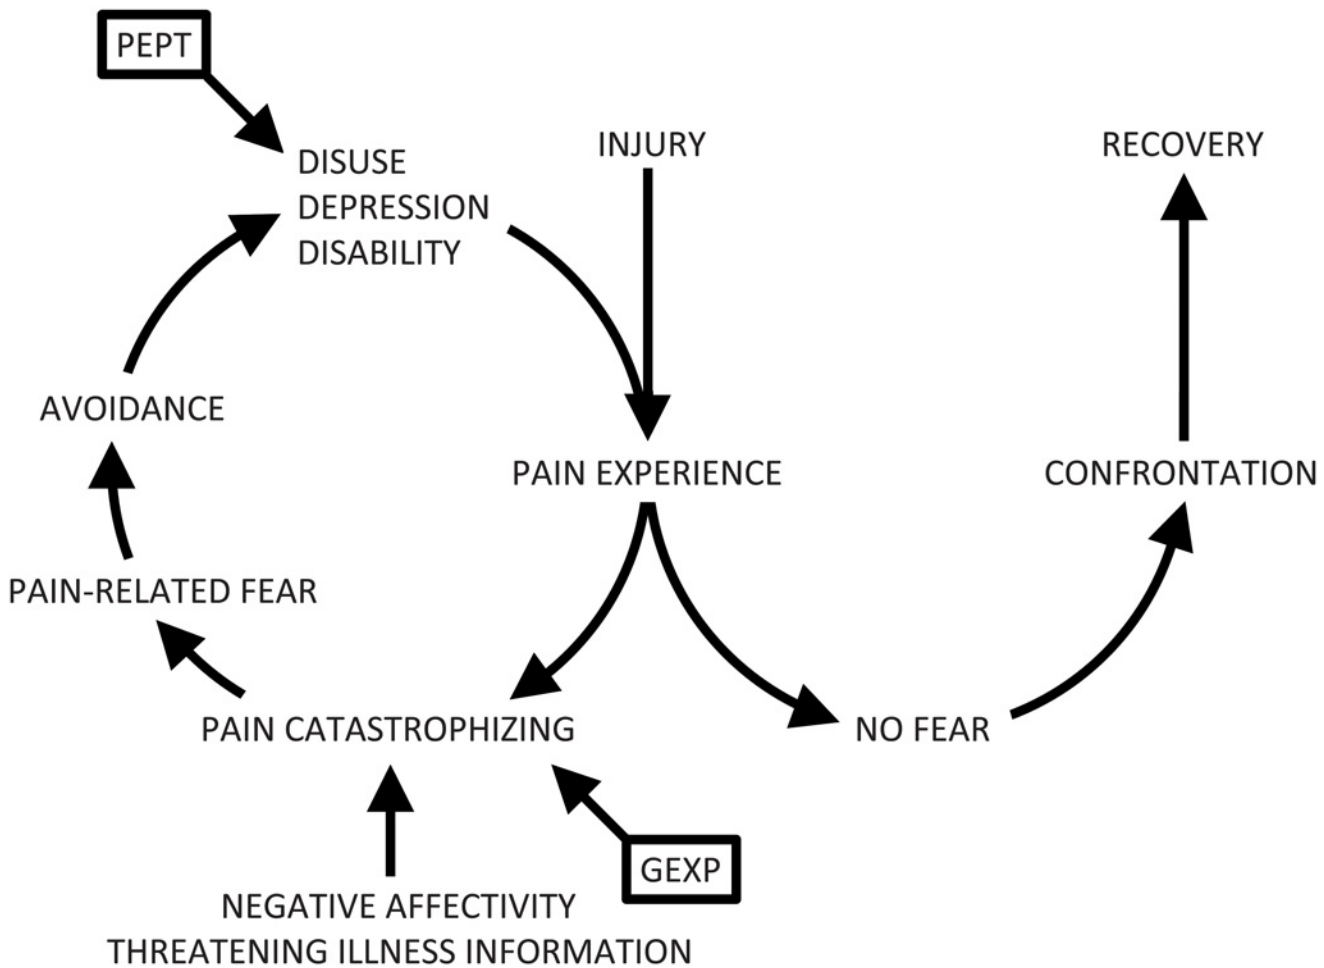 PEPT
INJURY
RECOVERY
DISUSE
DEPRESSION
DISABILITY
AVOIDANCE
PAIN EXPERIENCE
CONFRONTATION
PAIN-RELATED FEAR
PAIN CATASTROPHIZING
NO FEAR
GEXP
NEGATIVE AFFECTIVITY
THREATENING ILLNESS INFORMATION